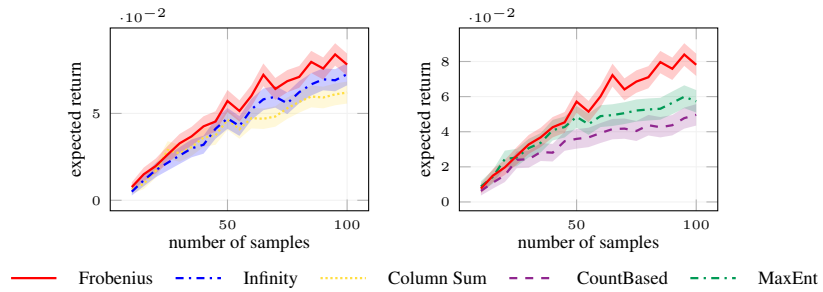 ·10⁻²
5
0
50
100
expected return
number of samples
·10⁻²
8
6
4
2
0
50
100
expected return
number of samples
Frobenius Infinity Column Sum CountBased MaxEnt